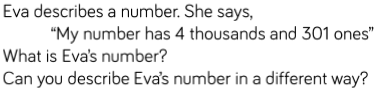 Eva describes a number. She says,
“My number has 4 thousands and 301 ones”
What is Eva’s number?
Can you describe Eva’s number in a different way?